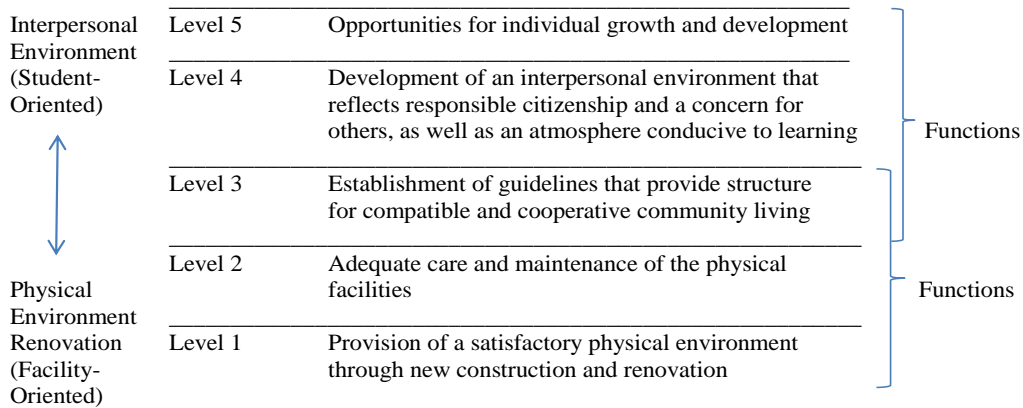 Interpersonal
Environment
(Student-
Oriented)
Level 5 Opportunities for individual growth and development
Level 4 Development of an interpersonal environment that
reflects responsible citizenship and a concern for
others, as well as an atmosphere conducive to learning
Functions
Level 3 Establishment of guidelines that provide structure
for compatible and cooperative community living
Level 2 Adequate care and maintenance of the physical
facilities
Functions
Physical
Environment
Renovation
(Facility-
Oriented)
Level 1 Provision of a satisfactory physical environment
through new construction and renovation